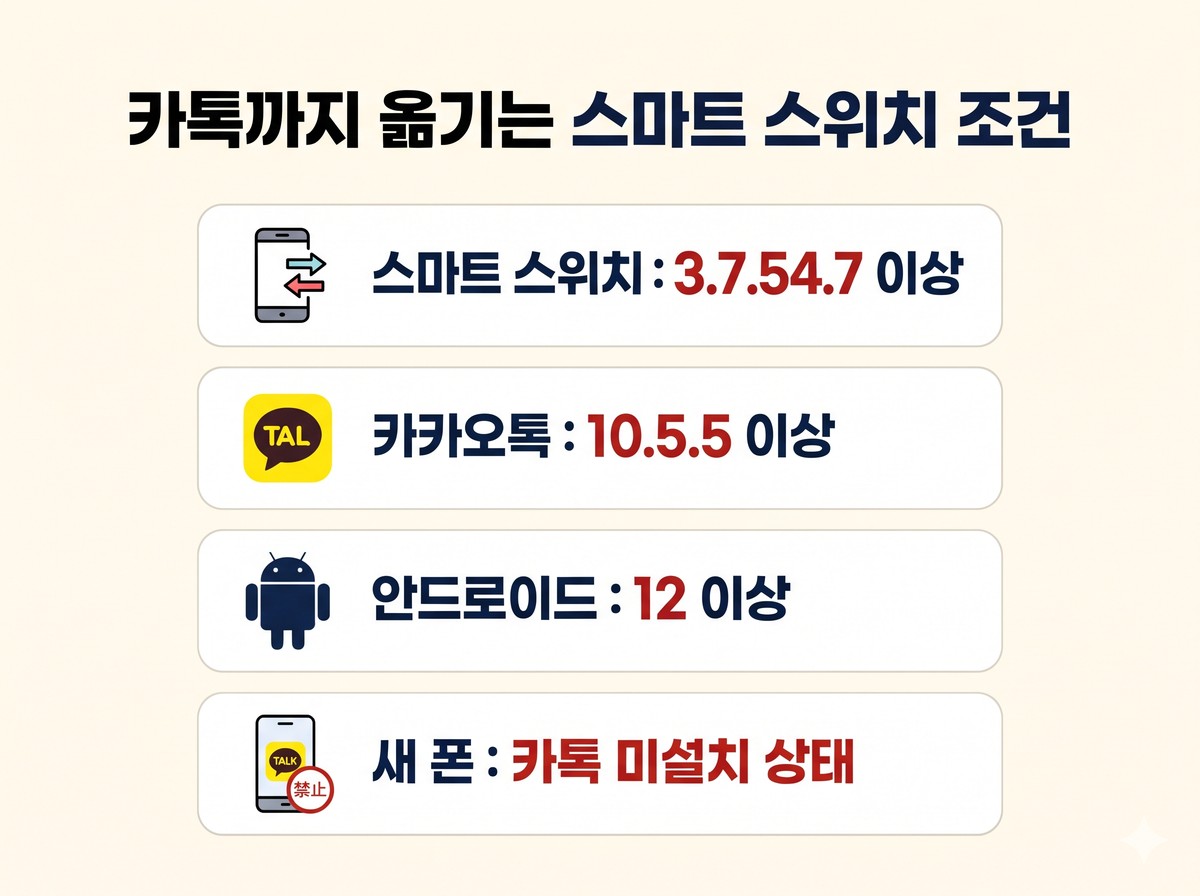 카톡까지 옮기는 스마트 스위치 조건
스마트 스위치 : 3.7.54.7 이상
TAL
카카오톡 : 10.5.5 이상
안드로이드 : 12 이상
TALK
禁止
새 폰 : 카톡 미설치 상태